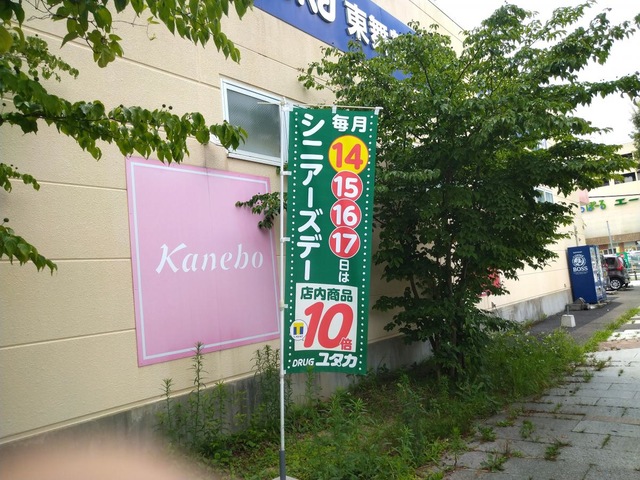 東舞
Kanebo
毎月
シニアーズデー
14
15
16
17
日は
店内商品
10倍
DRUG ユタカ
BOSS